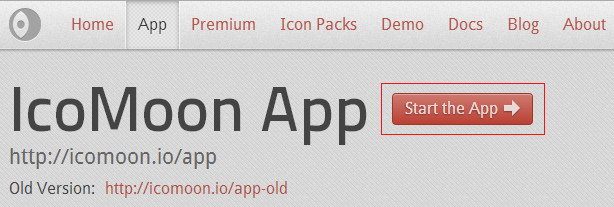 Home App Premium Icon Packs Demo Docs Blog About
IcoMoon App Start the App
http://icomoon.io/app
Old Version: http://icomoon.io/app-old